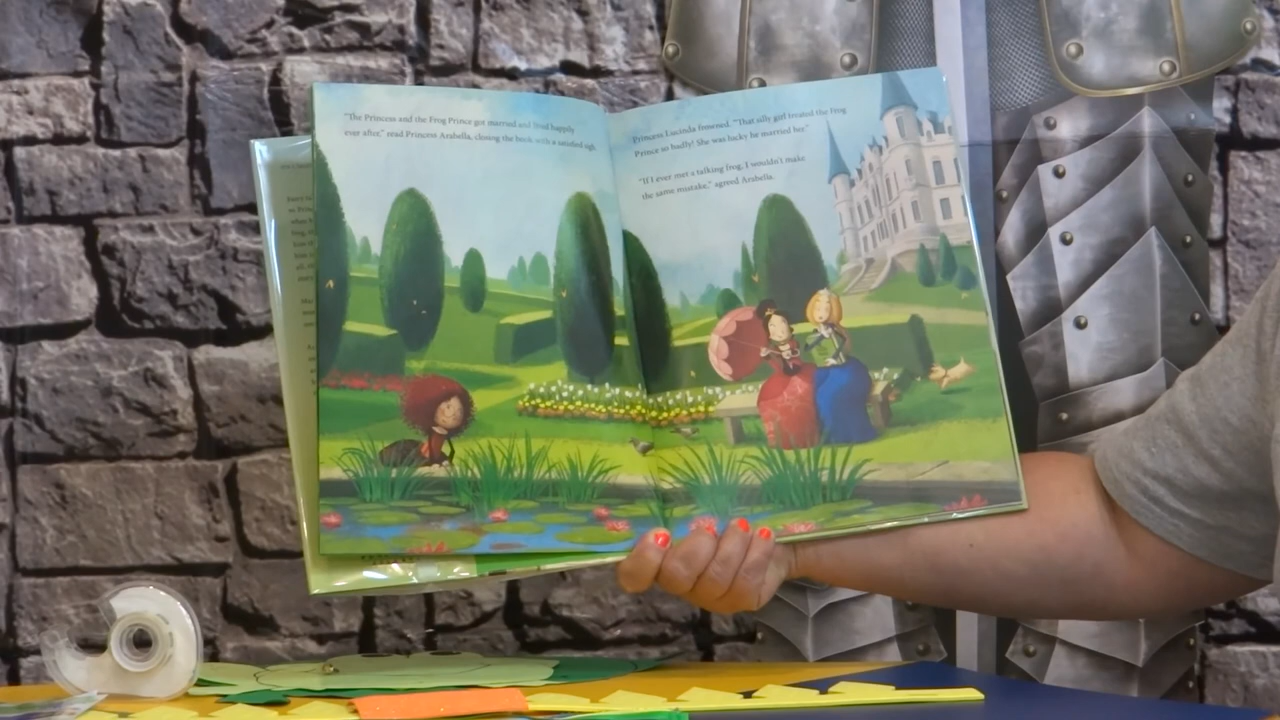 "The Princess and the Frog Prince got married and lived happily
ever after," read Princess Arabella, closing the book with a satisfied sigh.
Princess Lucinda frowned. "That silly girl treated the Frog
Prince so badly! She was lucky he married her."
"If I ever met a talking frog, I wouldn't make
the same mistake," agreed Arabella.